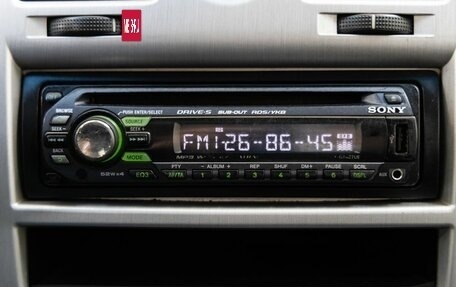 PUSH ENTER/SELECT
DRIVE·S SUB-OUT RDS/VKB
SONY
BROWSE
SOURCE
SEEK − SEEK +
FM1·26-86-45 EQ3
BACK
MODE
52W×4
EQ3
PTY ALBUM + REP SHUF DM+ PAUSE SCRL
AF/TA 1 2 3 4 5 6 DSPL
AUX